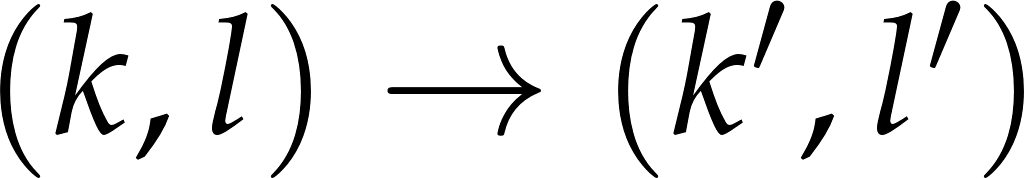 (k, l) → (k′, l′)